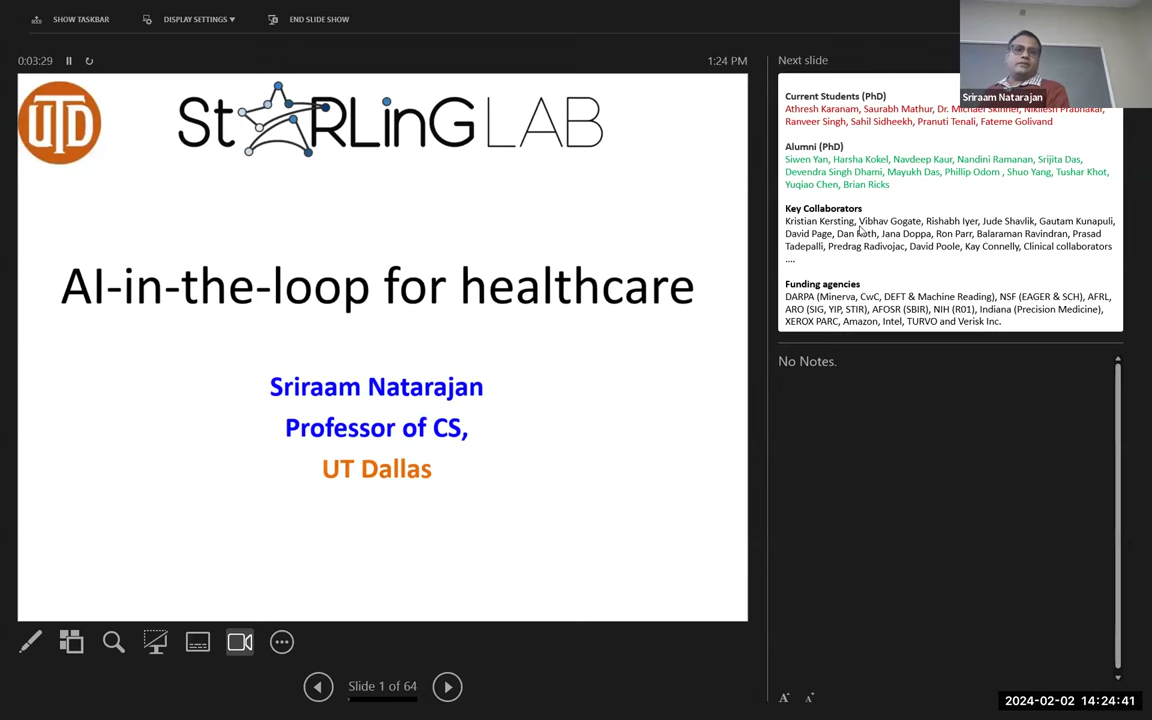 SHOW TASKBAR
DISPLAY SETTINGS ▾
END SLIDE SHOW
0:03:29
1:24 PM
UTD
StARLinG LAB
AI-in-the-loop for healthcare
Sriraam Natarajan
Professor of CS,
UT Dallas
Slide 1 of 64
Next slide
Sriraam Natarajan
Current Students (PhD)
Athresh Karanam, Saurabh Mathur, Dr. Michael Skinner, Nikilesh Prabhakar,
Ranveer Singh, Sahil Sidheekh, Pranuti Tenali, Fateme Golivand
Alumni (PhD)
Siwen Yan, Harsha Kokel, Navdeep Kaur, Nandini Ramanan, Srijita Das,
Devendra Singh Dhami, Mayukh Das, Phillip Odom , Shuo Yang, Tushar Khot,
Yuqiao Chen, Brian Ricks
Key Collaborators
Kristian Kersting, Vibhav Gogate, Rishabh Iyer, Jude Shavlik, Gautam Kunapuli,
David Page, Dan Roth, Jana Doppa, Ron Parr, Balaraman Ravindran, Prasad
Tadepalli, Predrag Radivojac, David Poole, Kay Connelly, Clinical collaborators
....
Funding agencies
DARPA (Minerva, CwC, DEFT & Machine Reading), NSF (EAGER & SCH), AFRL,
ARO (SIG, YIP, STIR), AFOSR (SBIR), NIH (R01), Indiana (Precision Medicine),
XEROX PARC, Amazon, Intel, TURVO and Verisk Inc.
No Notes.
A A
2024-02-02 14:24:41